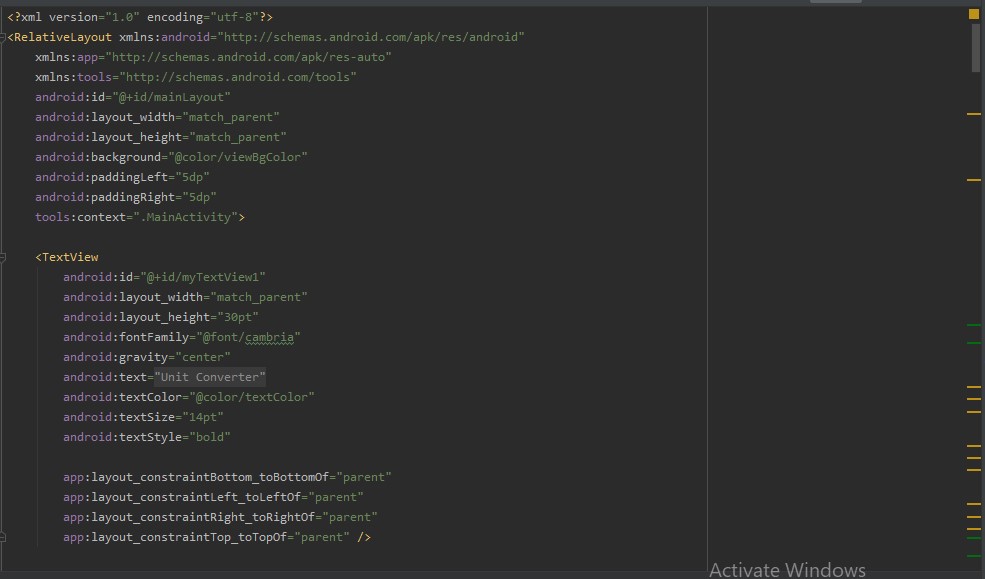 <?xml version="1.0" encoding="utf-8"?>
<RelativeLayout xmlns:android="http://schemas.android.com/apk/res/android"
xmlns:app="http://schemas.android.com/apk/res-auto"
xmlns:tools="http://schemas.android.com/tools"
android:id="@+id/mainLayout"
android:layout_width="match_parent"
android:layout_height="match_parent"
android:background="@color/viewBgColor"
android:paddingLeft="5dp"
android:paddingRight="5dp"
tools:context=".MainActivity">
<TextView
android:id="@+id/myTextView1"
android:layout_width="match_parent"
android:layout_height="30pt"
android:fontFamily="@font/cambria"
android:gravity="center"
android:text="Unit Converter"
android:textColor="@color/textColor"
android:textSize="14pt"
android:textStyle="bold"
app:layout_constraintBottom_toBottomOf="parent"
app:layout_constraintLeft_toLeftOf="parent"
app:layout_constraintRight_toRightOf="parent"
app:layout_constraintTop_toTopOf="parent" />
Activate Windows